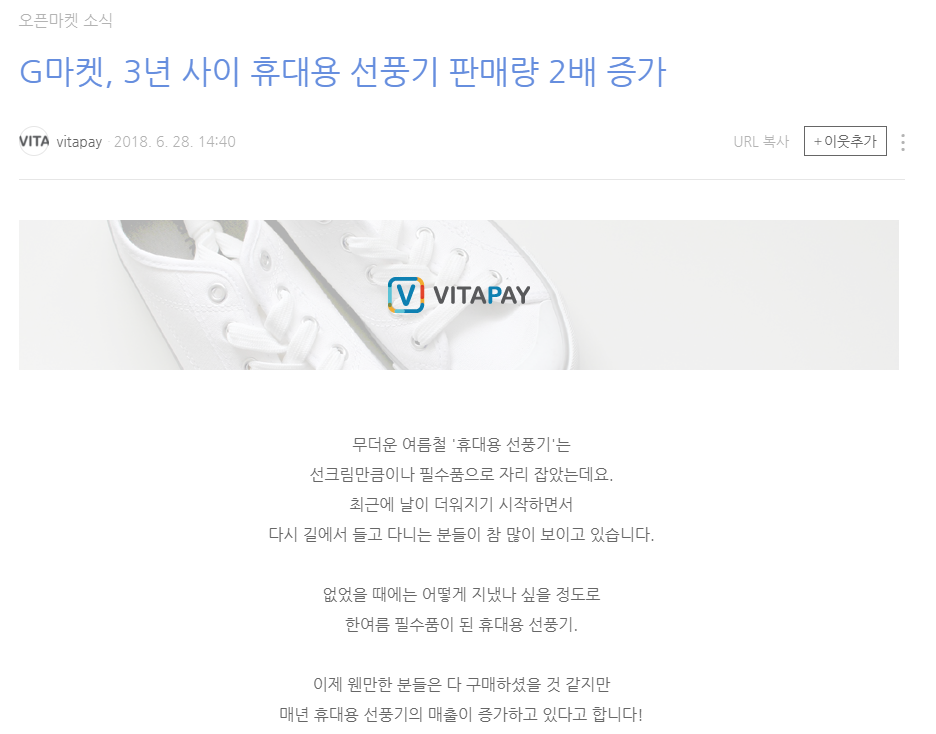 오픈마켓 소식
G마켓, 3년 사이 휴대용 선풍기 판매량 2배 증가
VITA vitapay · 2018. 6. 28. 14:40 URL 복사 +이웃추가
VITAPAY
무더운 여름철 '휴대용 선풍기'는
선크림만큼이나 필수품으로 자리 잡았는데요.
최근에 날이 더워지기 시작하면서
다시 길에서 들고 다니는 분들이 참 많이 보이고 있습니다.
없었을 때에는 어떻게 지냈나 싶을 정도로
한여름 필수품이 된 휴대용 선풍기.
이제 웬만한 분들은 다 구매하셨을 것 같지만
매년 휴대용 선풍기의 매출이 증가하고 있다고 합니다!